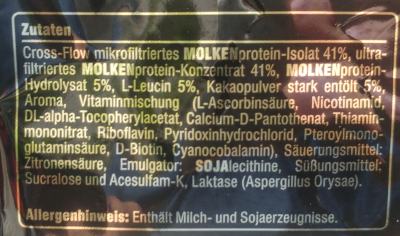 Zutaten
Cross-Flow mikrofiltriertes MOLKENprotein-Isolat 41%, ultra-
filtriertes MOLKENprotein-Konzentrat 41%, MOLKENprotein-
Hydrolysat 5%, L-Leucin 5%, Kakaopulver stark entölt 5%,
Aroma, Vitaminmischung (L-Ascorbinsäure, Nicotinamid,
DL-alpha-Tocopherylacetat, Calcium-D-Pantothenat, Thiamin-
mononitrat, Riboflavin, Pyridoxinhydrochlorid, Pteroylmono-
glutaminsäure, D-Biotin, Cyanocobalamin), Säuerungsmittel:
Zitronensäure, Emulgator: SOJAlecithine, Süßungsmittel:
Sucralose und Acesulfam-K, Laktase (Aspergillus Orysae).
Allergenhinweis: Enthält Milch- und Sojaerzeugnisse.